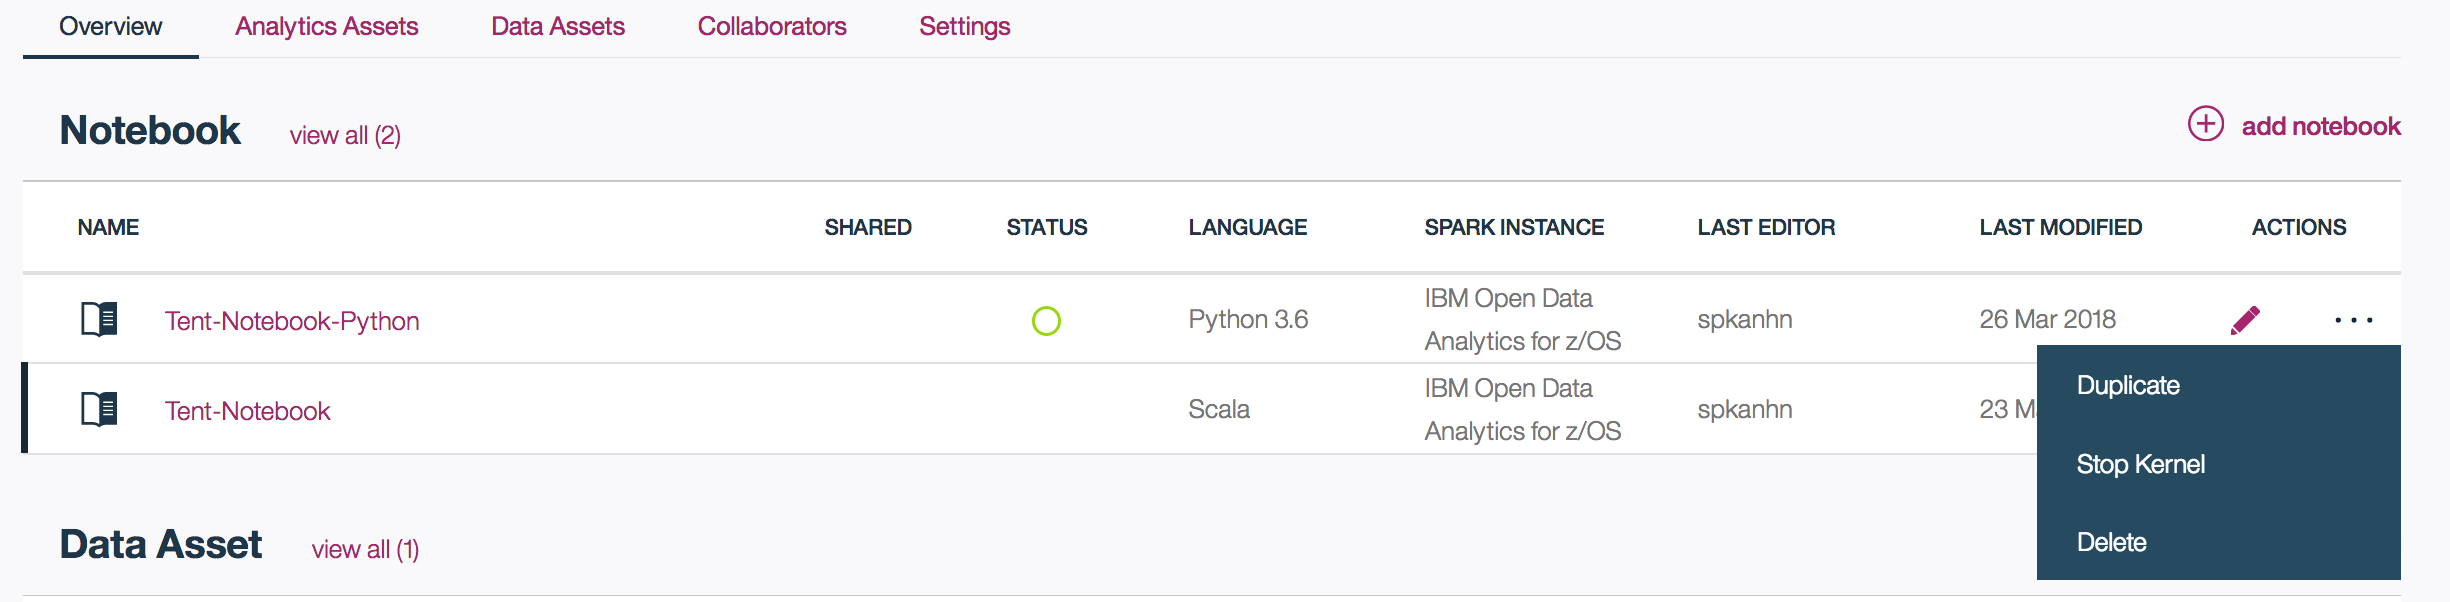 Overview Analytics Assets Data Assets Collaborators Settings
Notebook view all (2) add notebook
NAME SHARED STATUS LANGUAGE SPARK INSTANCE LAST EDITOR LAST MODIFIED ACTIONS
Tent-Notebook-Python Python 3.6 IBM Open Data Analytics for z/OS spkanhn 26 Mar 2018
Tent-Notebook Scala IBM Open Data Analytics for z/OS spkanhn 23
Duplicate
Stop Kernel
Delete
Data Asset view all (1)